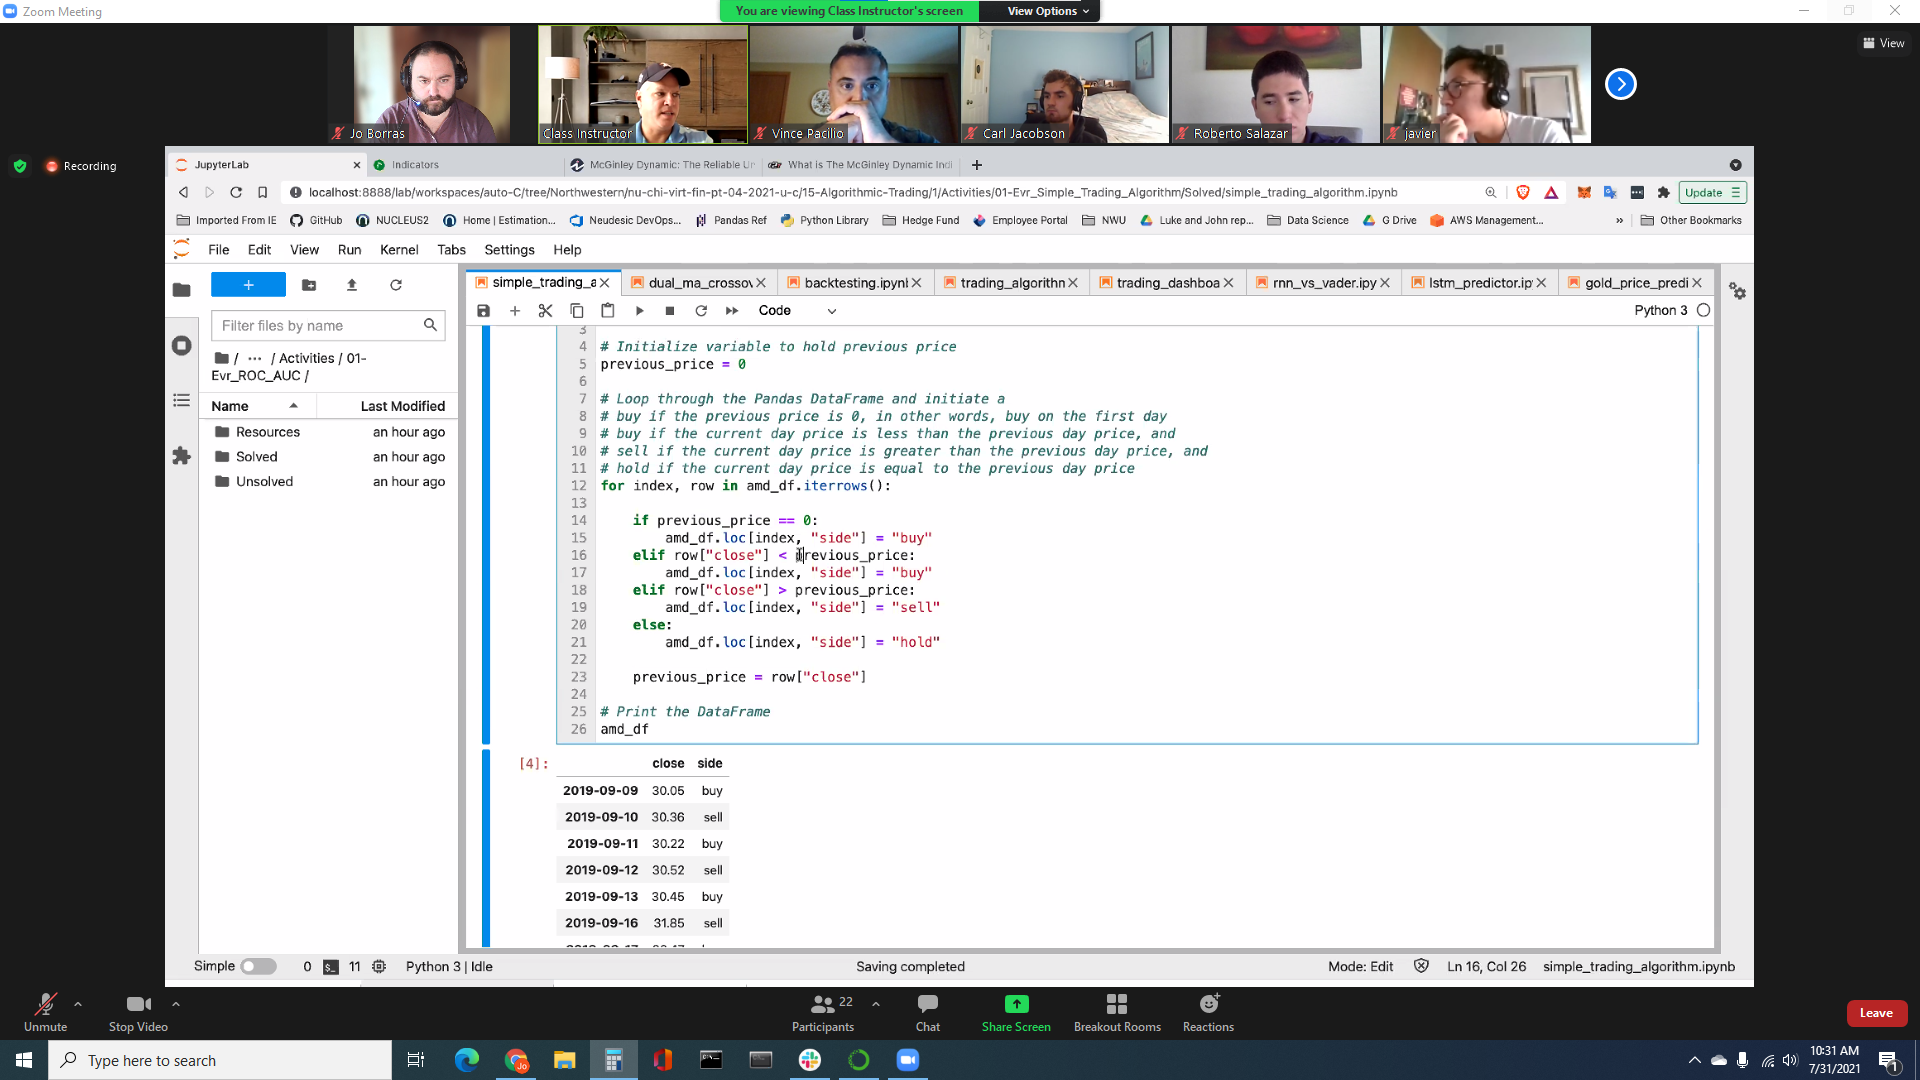 Zoom Meeting
You are viewing Class Instructor's screen
View Options
View
Jo Borras
Class Instructor
Vince Pacilio
Carl Jacobson
Roberto Salazar
javier
Recording
JupyterLab
Indicators
McGinley Dynamic: The Reliable Un
What is The McGinley Dynamic Indi
localhost:8888/lab/workspaces/auto-C/tree/Northwestern/nu-chi-virt-fin-pt-04-2021-u-c/15-Algorithmic-Trading/1/Activities/01-Evr_Simple_Trading_Algorithm/Solved/simple_trading_algorithm.ipynb
Update
Imported From IE
GitHub
NUCLEUS2
Home | Estimation...
Neudesic DevOps...
Pandas Ref
Python Library
Hedge Fund
Employee Portal
NWU
Luke and John rep...
Data Science
G Drive
AWS Management...
»
Other Bookmarks
File Edit View Run Kernel Tabs Settings Help
simple_trading_a
dual_ma_crossov
backtesting.ipynb
trading_algorithn
trading_dashboa
rnn_vs_vader.ipy
lstm_predictor.ip
gold_price_predi
Code
Python 3
Filter files by name
/ ··· / Activities / 01-
Evr_ROC_AUC /
Name Last Modified
Resources an hour ago
Solved an hour ago
Unsolved an hour ago
3
4 # Initialize variable to hold previous price
5 previous_price = 0
6
7 # Loop through the Pandas DataFrame and initiate a
8 # buy if the previous price is 0, in other words, buy on the first day
9 # buy if the current day price is less than the previous day price, and
10 # sell if the current day price is greater than the previous day price, and
11 # hold if the current day price is equal to the previous day price
12 for index, row in amd_df.iterrows():
13
14 if previous_price == 0:
15 amd_df.loc[index, "side"] = "buy"
16 elif row["close"] < previous_price:
17 amd_df.loc[index, "side"] = "buy"
18 elif row["close"] > previous_price:
19 amd_df.loc[index, "side"] = "sell"
20 else:
21 amd_df.loc[index, "side"] = "hold"
22
23 previous_price = row["close"]
24
25 # Print the DataFrame
26 amd_df
[4]: close side
2019-09-09 30.05 buy
2019-09-10 30.36 sell
2019-09-11 30.22 buy
2019-09-12 30.52 sell
2019-09-13 30.45 buy
2019-09-16 31.85 sell
Simple
0
11
Python 3 | Idle
Saving completed
Mode: Edit
Ln 16, Col 26
simple_trading_algorithm.ipynb
Unmute
Stop Video
22
Participants
Chat
Share Screen
Breakout Rooms
Reactions
Leave
Type here to search
10:31 AM
7/31/2021
1